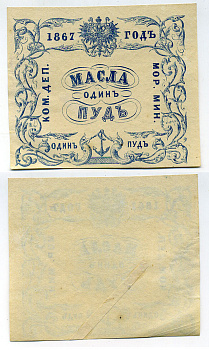 1867 ГОДЪ
КОМ. ДЕП.
МАСЛА
ОДИНЪ
ПУДЪ
МОР. МИН.
ОДИНЪ ПУДЪ